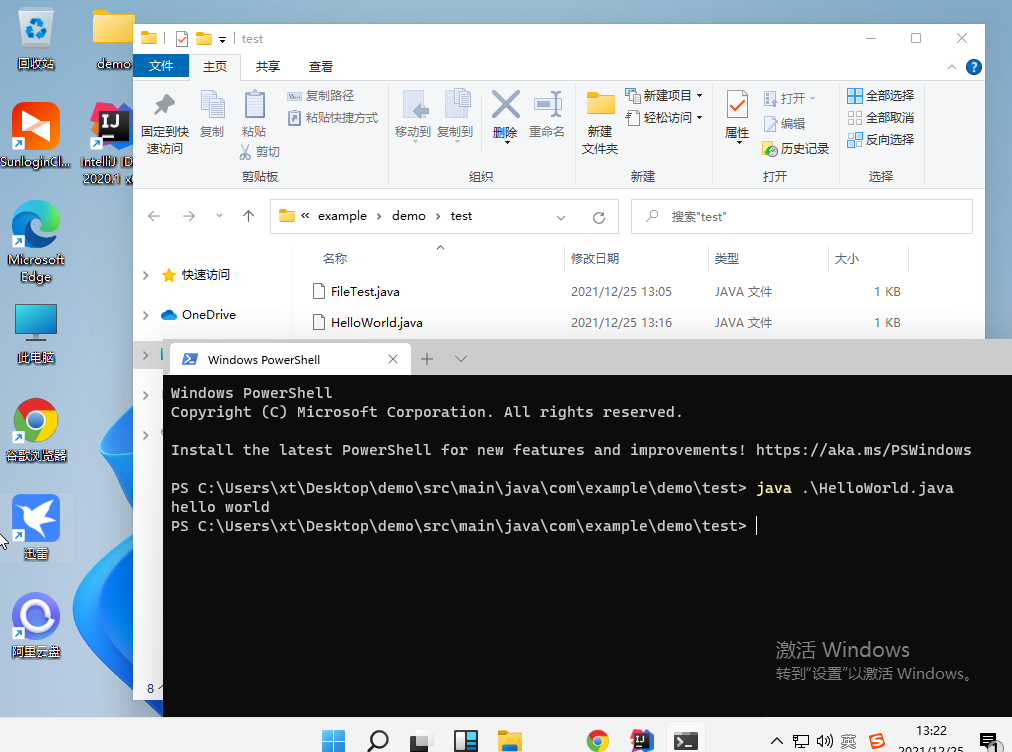 回收站
demo
SunloginCl...
IntelliJ ID
2020.1 x
Microsoft
Edge
此电脑
谷歌浏览器
迅雷
阿里云盘
test
文件
主页
共享
查看
固定到快
速访问
复制
粘贴
复制路径
粘贴快捷方式
剪切
剪贴板
移动到
复制到
删除
重命名
组织
新建
文件夹
新建项目
轻松访问
新建
属性
打开
编辑
历史记录
打开
全部选择
全部取消
反向选择
选择
« example › demo › test
搜索"test"
名称
修改日期
类型
大小
快速访问
OneDrive
FileTest.java 2021/12/25 13:05 JAVA 文件 1 KB
HelloWorld.java 2021/12/25 13:16 JAVA 文件 1 KB
8
Windows PowerShell
Windows PowerShell
Copyright (C) Microsoft Corporation. All rights reserved.
Install the latest PowerShell for new features and improvements! https://aka.ms/PSWindows
PS C:\Users\xt\Desktop\demo\src\main\java\com\example\demo\test> java .\HelloWorld.java
hello world
PS C:\Users\xt\Desktop\demo\src\main\java\com\example\demo\test>
激活 Windows
转到"设置"以激活 Windows。
英
13:22
2021/12/25
1